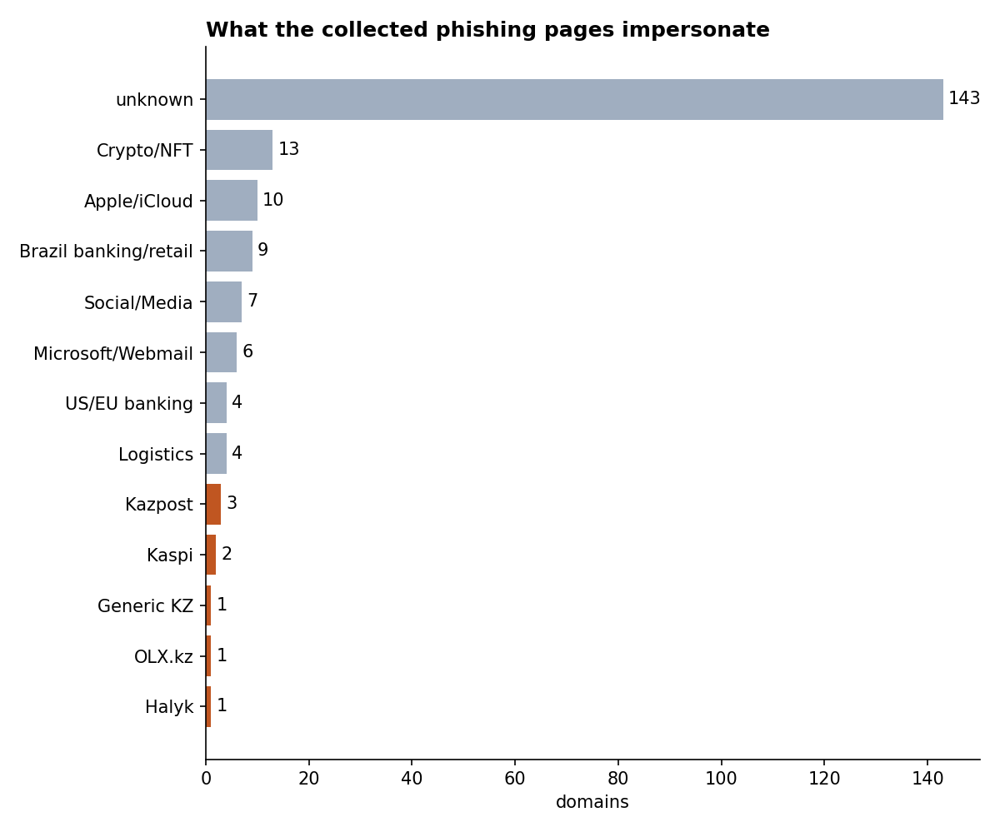 What the collected phishing pages impersonate
unknown 143
Crypto/NFT 13
Apple/iCloud 10
Brazil banking/retail 9
Social/Media 7
Microsoft/Webmail 6
US/EU banking 4
Logistics 4
Kazpost 3
Kaspi 2
Generic KZ 1
OLX.kz 1
Halyk 1
0 20 40 60 80 100 120 140
domains